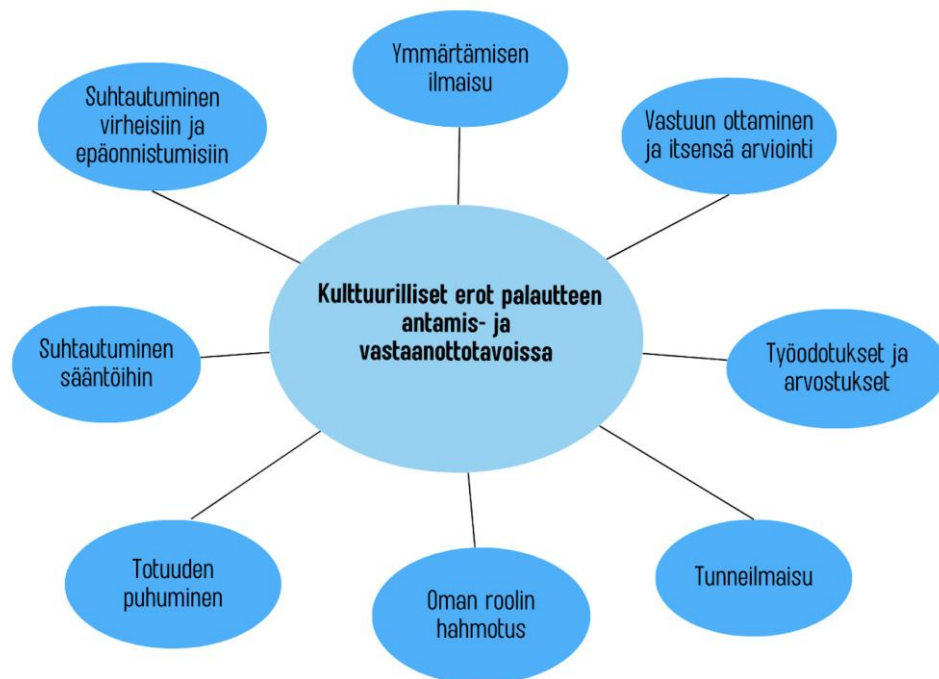 Ymmärtämisen
ilmaisu
Suhtautuminen
virheisiin ja
epäonnistumisiin
Vastuun ottaminen
ja itsensä arviointi
Kulttuurilliset erot palautteen
antamis- ja
vastaanottotavoissa
Suhtautuminen
sääntöihin
Työodotukset ja
arvostukset
Totuuden
puhuminen
Oman roolin
hahmotus
Tunneilmaisu